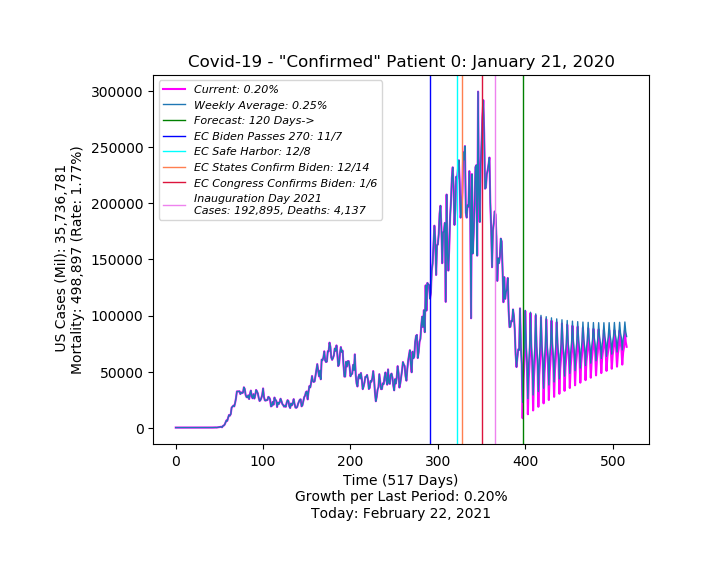 Covid-19 - "Confirmed" Patient 0: January 21, 2020
Current: 0.20%
Weekly Average: 0.25%
Forecast: 120 Days->
EC Biden Passes 270: 11/7
EC Safe Harbor: 12/8
EC States Confirm Biden: 12/14
EC Congress Confirms Biden: 1/6
Inauguration Day 2021
Cases: 192,895, Deaths: 4,137
US Cases (Mil): 35,736,781
Mortality: 498,897 (Rate: 1.77%)
300000
250000
200000
150000
100000
50000
0
0 100 200 300 400 500
Time (517 Days)
Growth per Last Period: 0.20%
Today: February 22, 2021